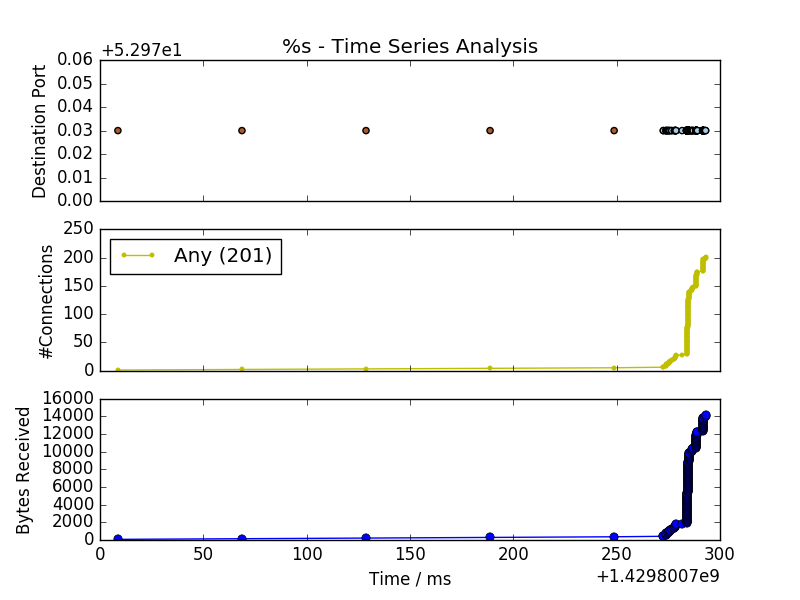 %s - Time Series Analysis
+5.297e1
0.06
0.05
0.04
0.03
0.02
0.01
0.00
Destination Port
250
200
150
100
50
0
#Connections
Any (201)
16000
14000
12000
10000
8000
6000
4000
2000
0
Bytes Received
0 50 100 150 200 250 300
Time / ms
+1.4298007e9